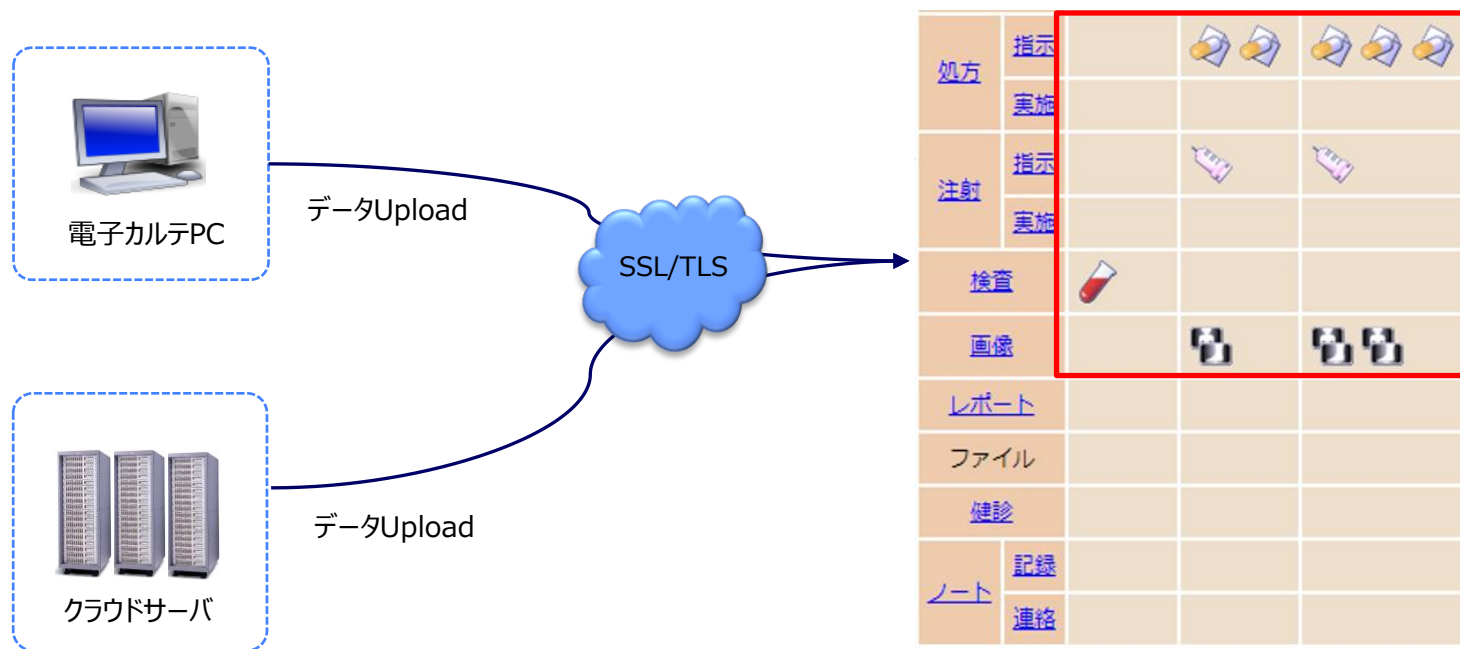 電子カルテPC
データUpload
SSL/TLS
クラウドサーバ
データUpload
処方
指示
実施
注射
指示
実施
検査
画像
レポート
ファイル
健診
ノート
記録
連絡